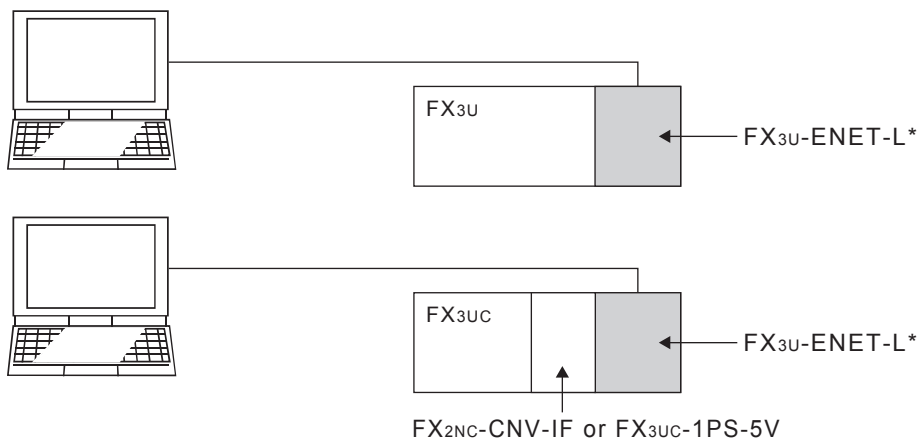 FX3U
FX3U-ENET-L*
FX3UC
FX3U-ENET-L*
FX2NC-CNV-IF or FX3UC-1PS-5V